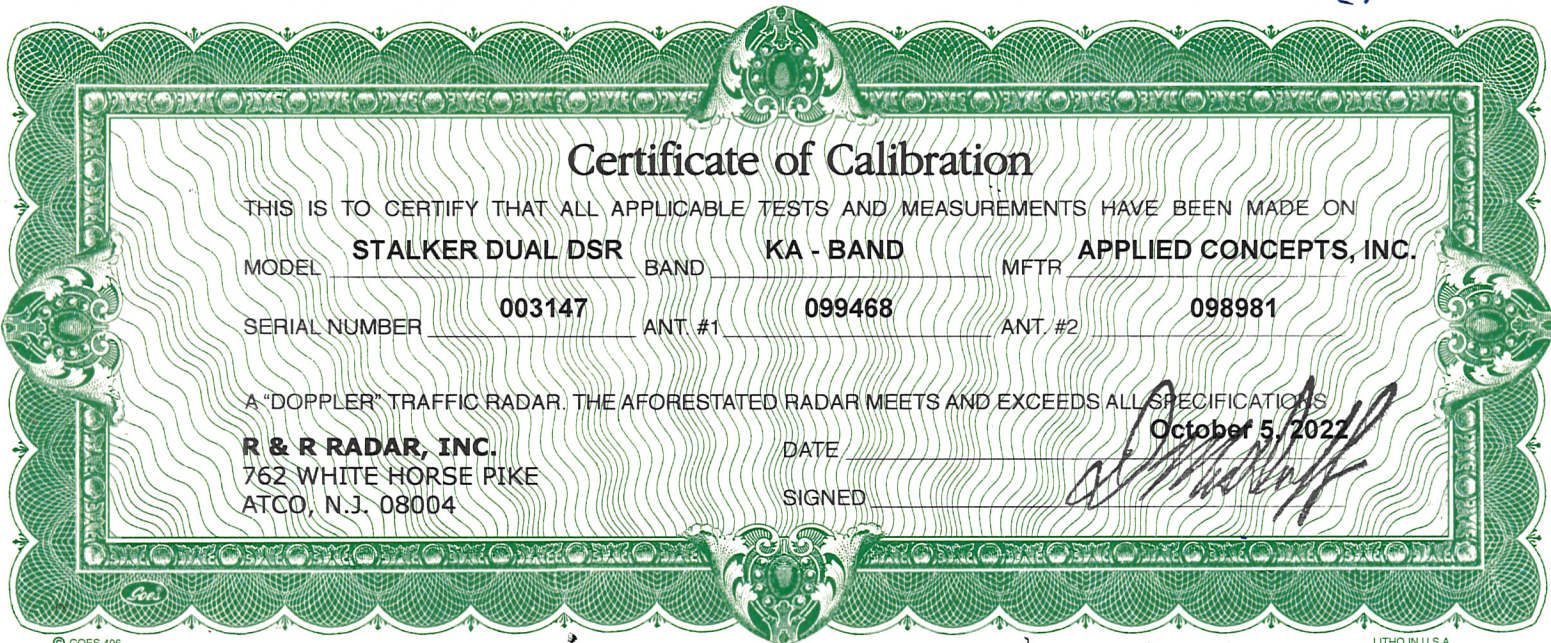 Certificate of Calibration
THIS IS TO CERTIFY THAT ALL APPLICABLE TESTS AND MEASUREMENTS HAVE BEEN MADE ON
MODEL STALKER DUAL DSR BAND KA - BAND MFTR APPLIED CONCEPTS, INC.
SERIAL NUMBER 003147 ANT. #1 099468 ANT. #2 098981
A "DOPPLER" TRAFFIC RADAR. THE AFORESTATED RADAR MEETS AND EXCEEDS ALL SPECIFICATIONS
R & R RADAR, INC.
762 WHITE HORSE PIKE
ATCO, N.J. 08004
DATE October 5, 2022
SIGNED
Goes
© GOES 496
LITHO IN U.S.A.